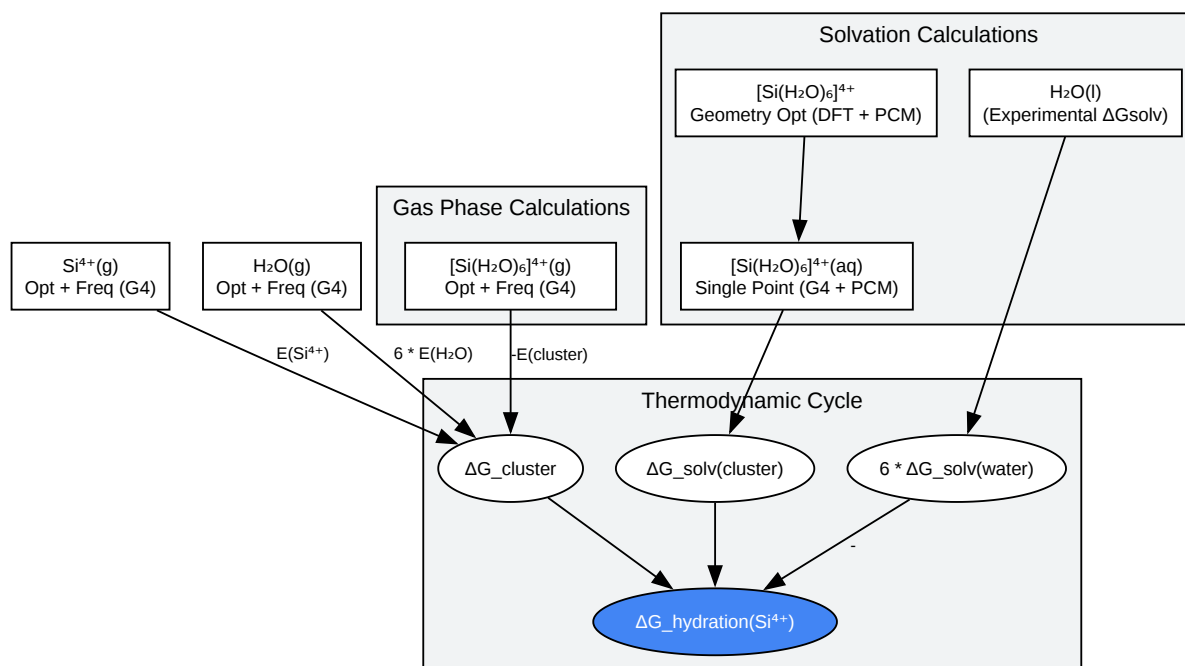 Solvation Calculations
[Si(H₂O)₆]⁴⁺
Geometry Opt (DFT + PCM)
H₂O(l)
(Experimental ΔGsolv)
Gas Phase Calculations
Si⁴⁺(g)
Opt + Freq (G4)
H₂O(g)
Opt + Freq (G4)
[Si(H₂O)₆]⁴⁺(g)
Opt + Freq (G4)
[Si(H₂O)₆]⁴⁺(aq)
Single Point (G4 + PCM)
E(Si⁴⁺)
6 * E(H₂O)
-E(cluster)
Thermodynamic Cycle
ΔG_cluster
ΔG_solv(cluster)
6 * ΔG_solv(water)
-
ΔG_hydration(Si⁴⁺)